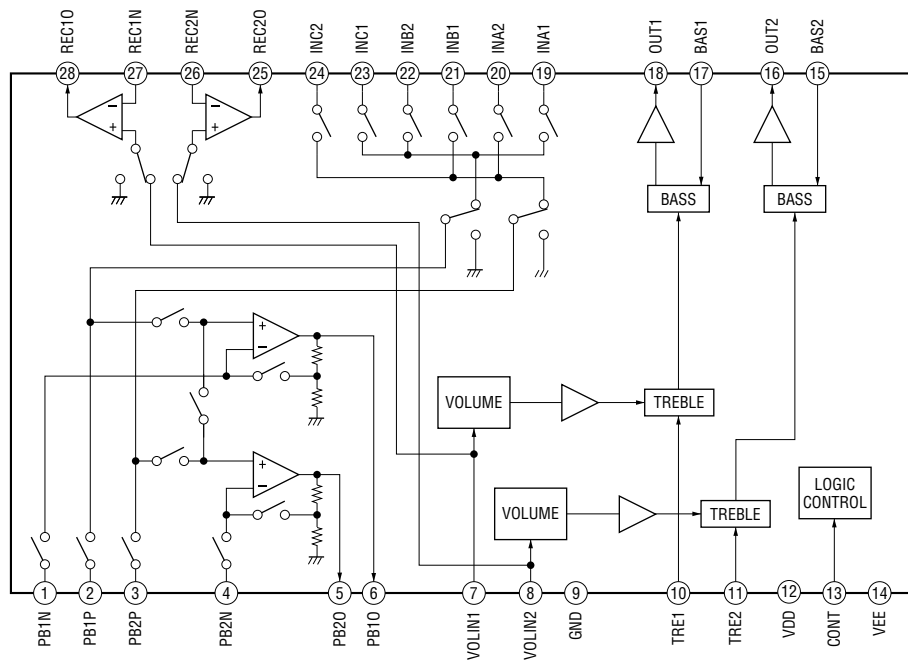 REC1O REC1N REC2N REC2O INC2 INC1 INB2 INB1 INA2 INA1 OUT1 BAS1 OUT2 BAS2
28 27 26 25 24 23 22 21 20 19 18 17 16 15
− − 
+ +
BASS BASS
+
−
VOLUME TREBLE
+
−
LOGIC
CONTROL
VOLUME TREBLE
1 2 3 4 5 6 7 8 9 10 11 12 13 14
PB1N PB1P PB2P PB2N PB2O PB1O VOLIN1 VOLIN2 GND TRE1 TRE2 VDD CONT VEE